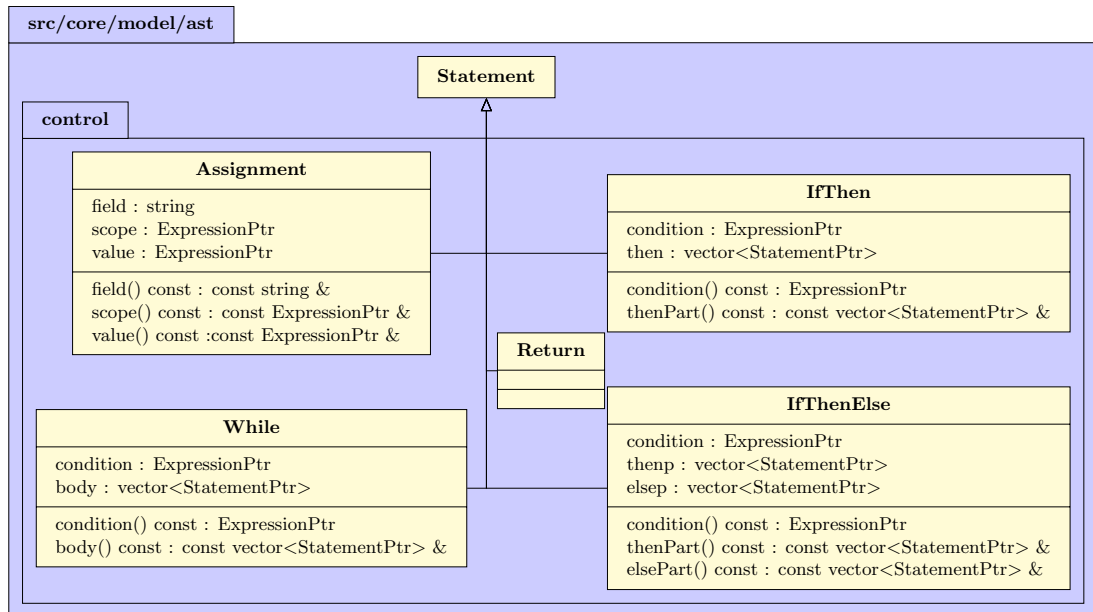 src/core/model/ast
Statement
control
Assignment
field : string
scope : ExpressionPtr
value : ExpressionPtr
field() const : const string &
scope() const : const ExpressionPtr &
value() const :const ExpressionPtr &
IfThen
condition : ExpressionPtr
then : vector<StatementPtr>
condition() const : ExpressionPtr
thenPart() const : const vector<StatementPtr> &
Return
While
condition : ExpressionPtr
body : vector<StatementPtr>
condition() const : ExpressionPtr
body() const : const vector<StatementPtr> &
IfThenElse
condition : ExpressionPtr
thenp : vector<StatementPtr>
elsep : vector<StatementPtr>
condition() const : ExpressionPtr
thenPart() const : const vector<StatementPtr> &
elsePart() const : const vector<StatementPtr> &